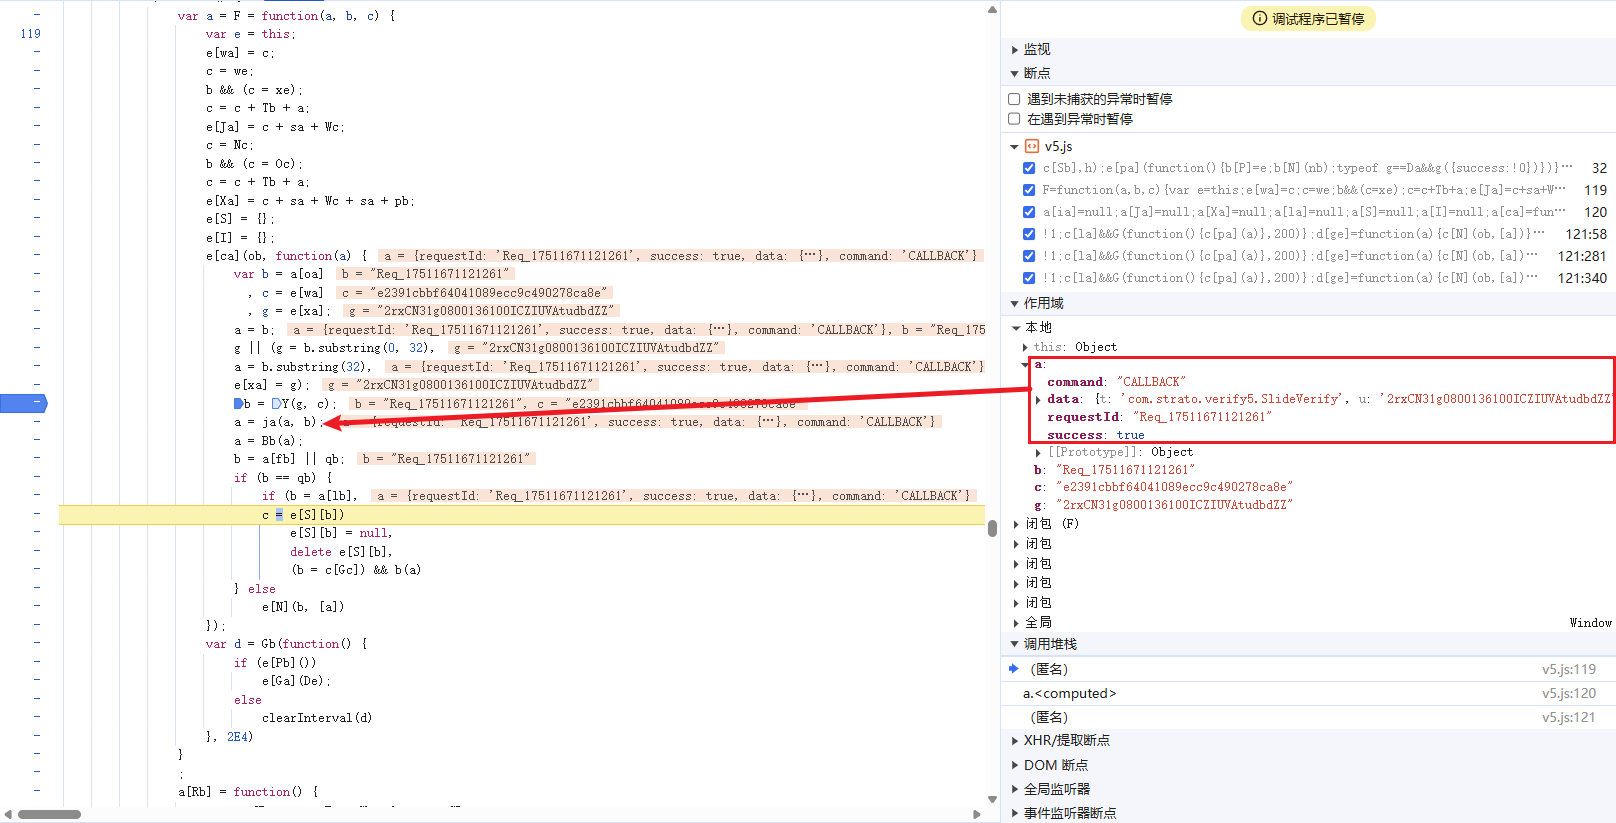 var a = F = function(a, b, c) {
119
var e = this;
e[wa] = c;
c = we;
b && (c = xe);
c = c + Tb + a;
e[Ja] = c + sa + Wc;
c = Nc;
b && (c = Oc);
c = c + Tb + a;
e[Xa] = c + sa + Wc + sa + pb;
e[S] = {};
e[I] = {};
e[ca](ob, function(a) { a = {requestId: 'Req_17511671121261', success: true, data: {…}, command: 'CALLBACK'}
var b = a[oa] b = "Req_17511671121261"
, c = e[wa] c = "e2391cbbf64041089ecc9c490278ca8e"
, g = e[xa]; g = "2rxCN31g0800136100ICZIUVAtudbdZZ"
a = b; a = {requestId: 'Req_17511671121261', success: true, data: {…}, command: 'CALLBACK'}, b = "Req_175
g || (g = b.substring(0, 32), g = "2rxCN31g0800136100ICZIUVAtudbdZZ"
a = b.substring(32), a = {requestId: 'Req_17511671121261', success: true, data: {…}, command: 'CALLBACK'}
e[xa] = g); g = "2rxCN31g0800136100ICZIUVAtudbdZZ"
b = Y(g, c); b = "Req_17511671121261", c = "e2391cbbf64041089ecc9c490278ca8e"
a = ja(a, b); a = {requestId: 'Req_17511671121261', success: true, data: {…}, command: 'CALLBACK'}
a = Bb(a);
b = a[fb] || qb; b = "Req_17511671121261"
if (b == qb) {
if (b = a[lb], a = {requestId: 'Req_17511671121261', success: true, data: {…}, command: 'CALLBACK'}
c = e[S][b])
e[S][b] = null,
delete e[S][b],
(b = c[Gc]) && b(a)
} else
e[N](b, [a])
});
var d = Gb(function() {
if (e[Pb]())
e[Ga](De);
else
clearInterval(d)
}, 2E4)
}
;
a[Rb] = function() {
调试程序已暂停
监视
断点
遇到未捕获的异常时暂停
在遇到异常时暂停
v5.js
c[Sb],h);e[pa](function(){b[P]=e;b[N](nb);typeof g==Da&&g({success:!0})})}… 32
F=function(a,b,c){var e=this;e[wa]=c;c=we;b&&(c=xe);c=c+Tb+a;e[Ja]=c+sa+W… 119
a[ia]=null;a[Ja]=null;a[Xa]=null;a[la]=null;a[S]=null;a[I]=null;a[ca]=fun… 120
!1;c[la]&&G(function(){c[pa](a)},200)};d[ge]=function(a){c[N](ob,[a])}… 121:58
!1;c[la]&&G(function(){c[pa](a)},200)};d[ge]=function(a){c[N](ob,[a])… 121:281
!1;c[la]&&G(function(){c[pa](a)},200)};d[ge]=function(a){c[N](ob,[a])… 121:340
作用域
本地
this: Object
a:
command: "CALLBACK"
data: {t: 'com.strato.verify5.SlideVerify', u: '2rxCN31g0800136100ICZIUVAtudbdZZ'
requestId: "Req_17511671121261"
success: true
[[Prototype]]: Object
b: "Req_17511671121261"
c: "e2391cbbf64041089ecc9c490278ca8e"
g: "2rxCN31g0800136100ICZIUVAtudbdZZ"
闭包 (F)
闭包
闭包
闭包
闭包
全局 Window
调用堆栈
（匿名） v5.js:119
a.<computed> v5.js:120
（匿名） v5.js:121
XHR/提取断点
DOM 断点
全局监听器
事件监听器断点